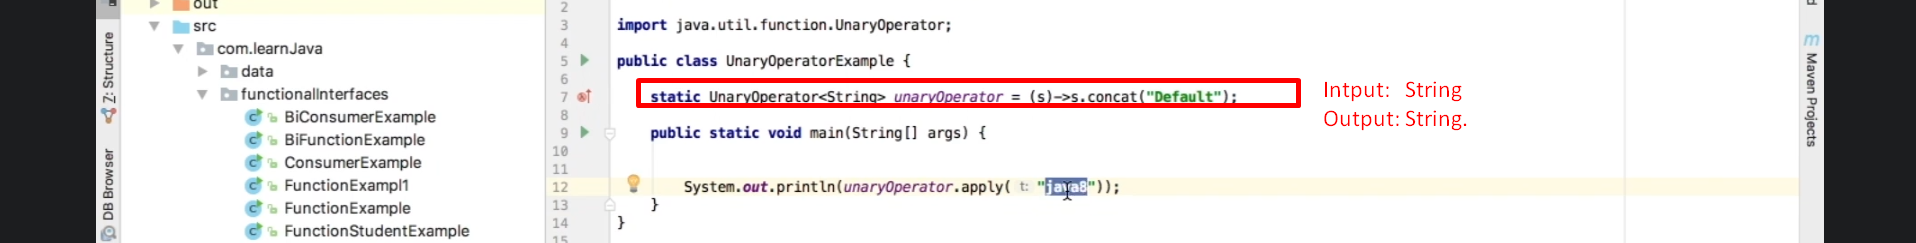 out
src
com.learnJava
data
functionalInterfaces
BiConsumerExample
BiFunctionExample
ConsumerExample
FunctionExampl1
FunctionExample
FunctionStudentExample
Z: Structure
DB Browser
2
3 import java.util.function.UnaryOperator;
4
5 public class UnaryOperatorExample {
6
7 static UnaryOperator<String> unaryOperator = (s)->s.concat("Default");
8
9 public static void main(String[] args) {
10
11
12 System.out.println(unaryOperator.apply( t: "java8"));
13 }
14 }
15
Intput: String
Output: String.
m
Maven Projects